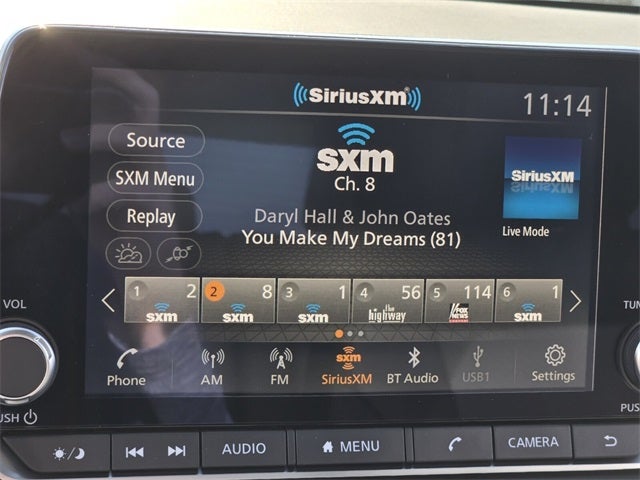 SiriusXM
11:14
Source
sxm
SXM Menu
Ch. 8
SiriusXM
Replay
Daryl Hall & John Oates
You Make My Dreams (81)
Live Mode
1 2 sxm
2 8 sxm
3 1 sxm
4 56 the highway
5 114 FOX NEWS
6 1 sxm
VOL
Phone
AM
FM
sxm
SiriusXM
BT Audio
USB1
Settings
TU
PUSH
PUS
AUDIO
MENU
CAMERA